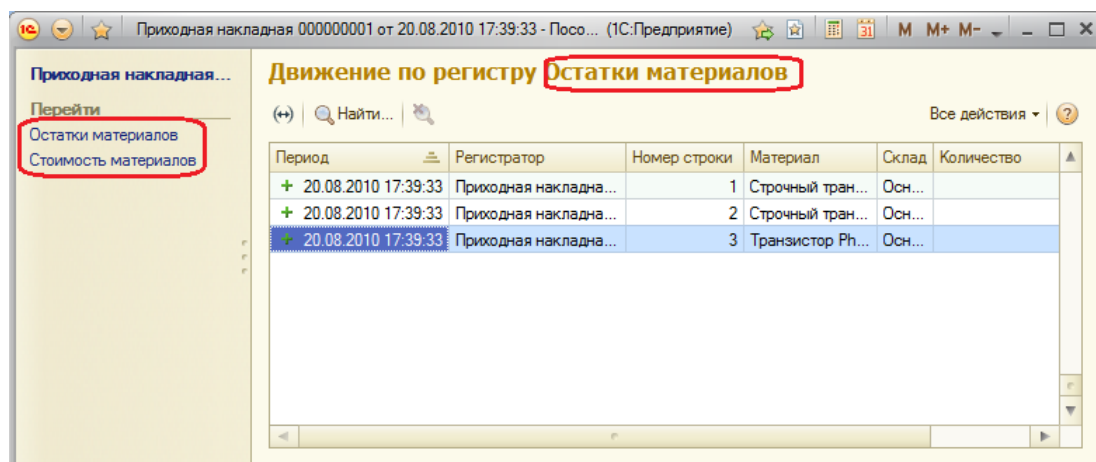 Приходная накладная 000000001 от 20.08.2010 17:39:33 - Посо... (1С:Предприятие) 31 M M+ M-
Приходная накладная...
Перейти
Остатки материалов
Стоимость материалов
Движение по регистру Остатки материалов
Найти... Все действия ?
Период Регистратор Номер строки Материал Склад Количество
20.08.2010 17:39:33 Приходная накладна... 1 Строчный тран... Осн...
20.08.2010 17:39:33 Приходная накладна... 2 Строчный тран... Осн...
20.08.2010 17:39:33 Приходная накладна... 3 Транзистор Ph... Осн...